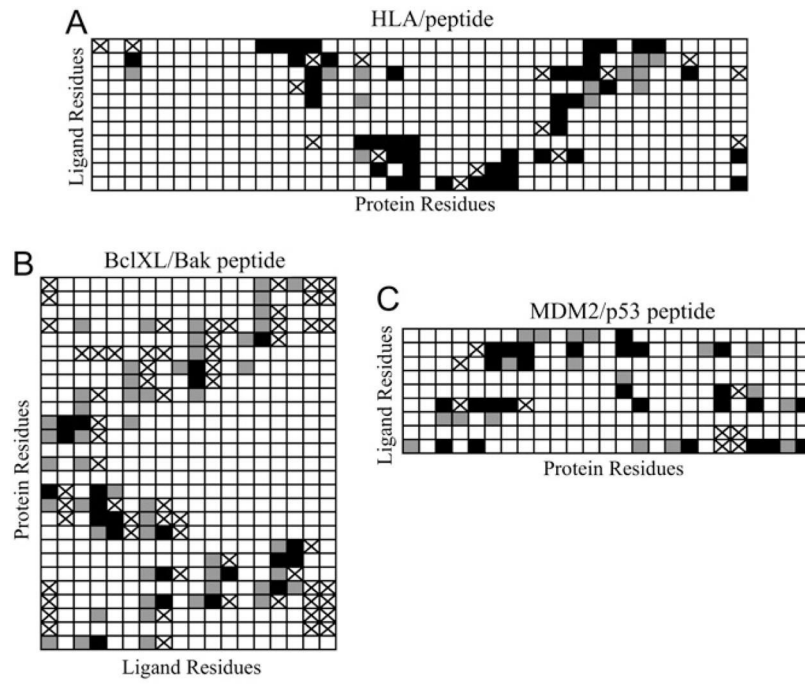 A
HLA/peptide
Ligand Residues
Protein Residues
B
BclXL/Bak peptide
Protein Residues
Ligand Residues
C
MDM2/p53 peptide
Ligand Residues
Protein Residues